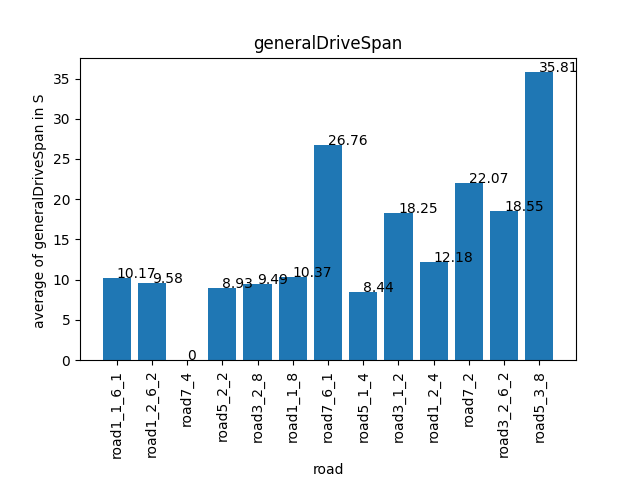 generalDriveSpan
average of generalDriveSpan in S
35
30
25
20
15
10
5
0
10.17
9.58
0
8.93
9.49
10.37
26.76
8.44
18.25
12.18
22.07
18.55
35.81
road1_1_6_1
road1_2_6_2
road7_4
road5_2_2
road3_2_8
road1_1_8
road7_6_1
road5_1_4
road3_1_2
road1_2_4
road7_2
road3_2_6_2
road5_3_8
road